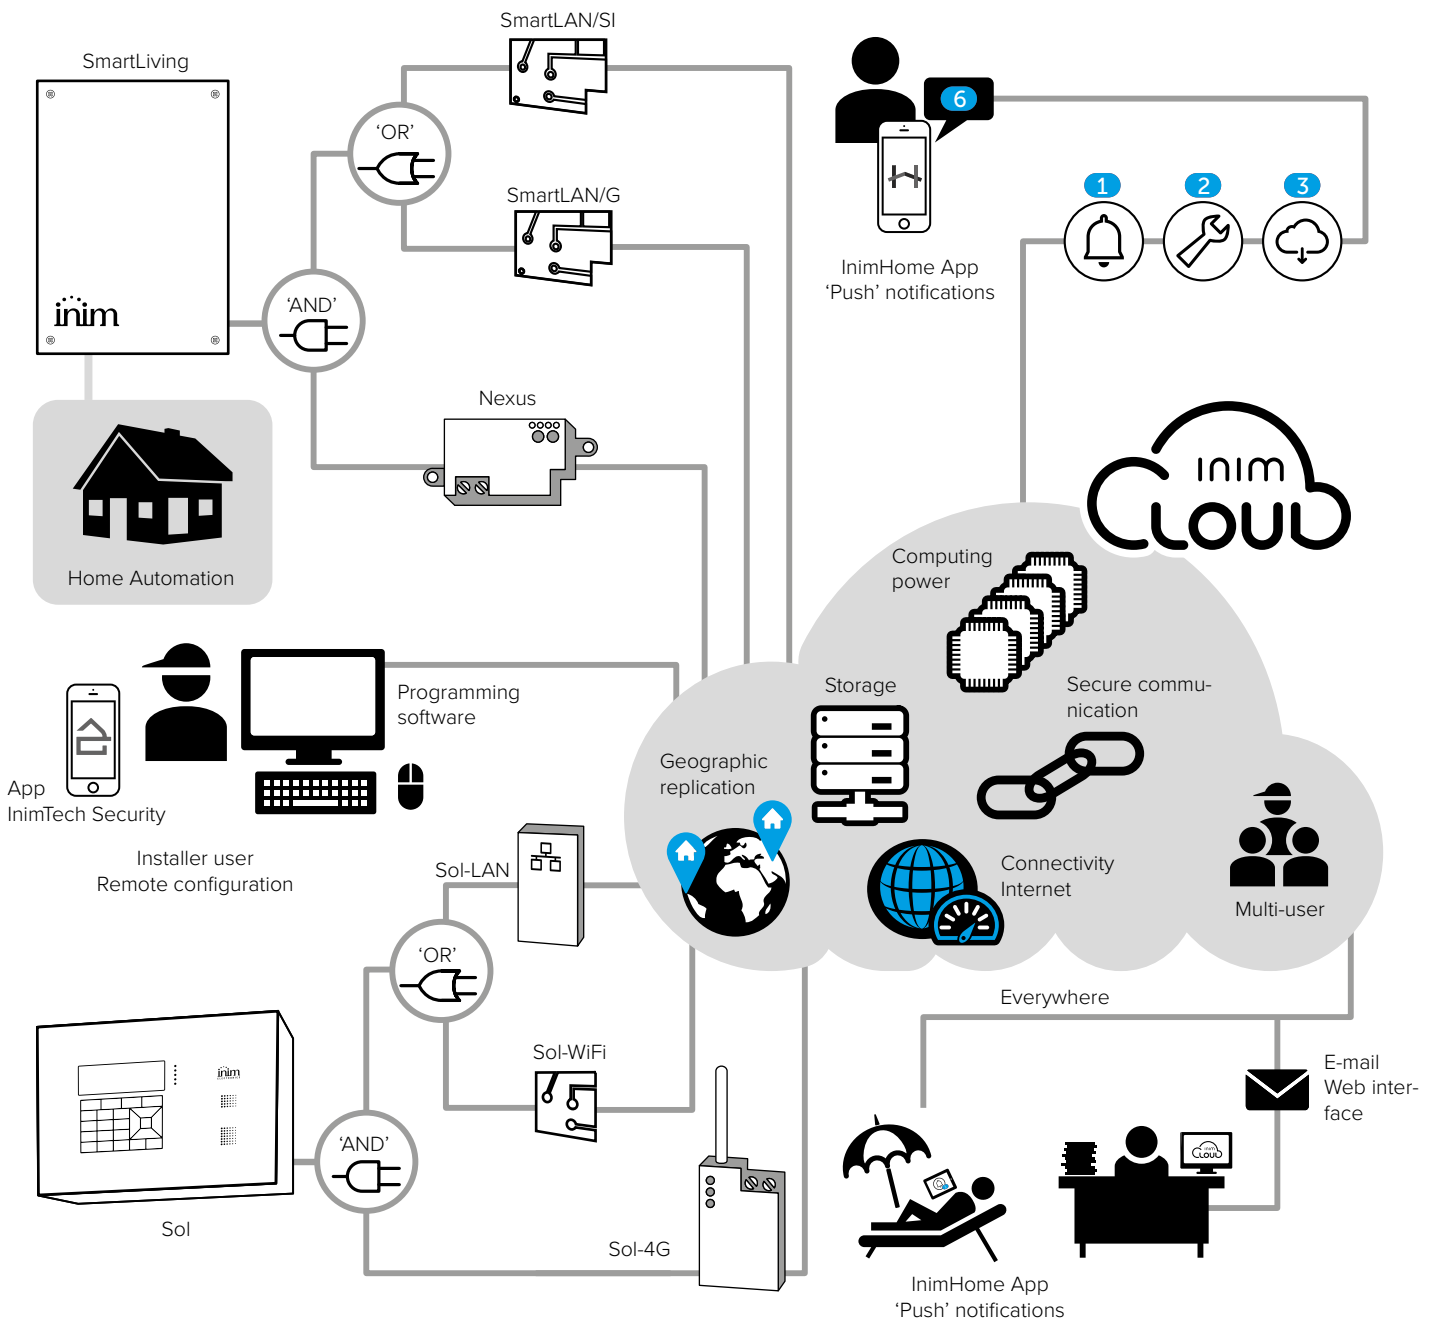 SmartLAN/SI
SmartLiving
'OR'
6
1
2
3
SmartLAN/G
InimHome App
'Push' notifications
'AND'
inim
Nexus
inim
CLOUD
Home Automation
Computing
power
Storage
Secure commu-
nication
Programming
software
Geographic
replication
App
InimTech Security
Installer user
Remote configuration
Sol-LAN
Connectivity
Internet
Multi-user
'OR'
Everywhere
Sol-WiFi
inim
E-mail
Web inter-
face
'AND'
inim
CLOUD
Sol
Sol-4G
InimHome App
'Push' notifications